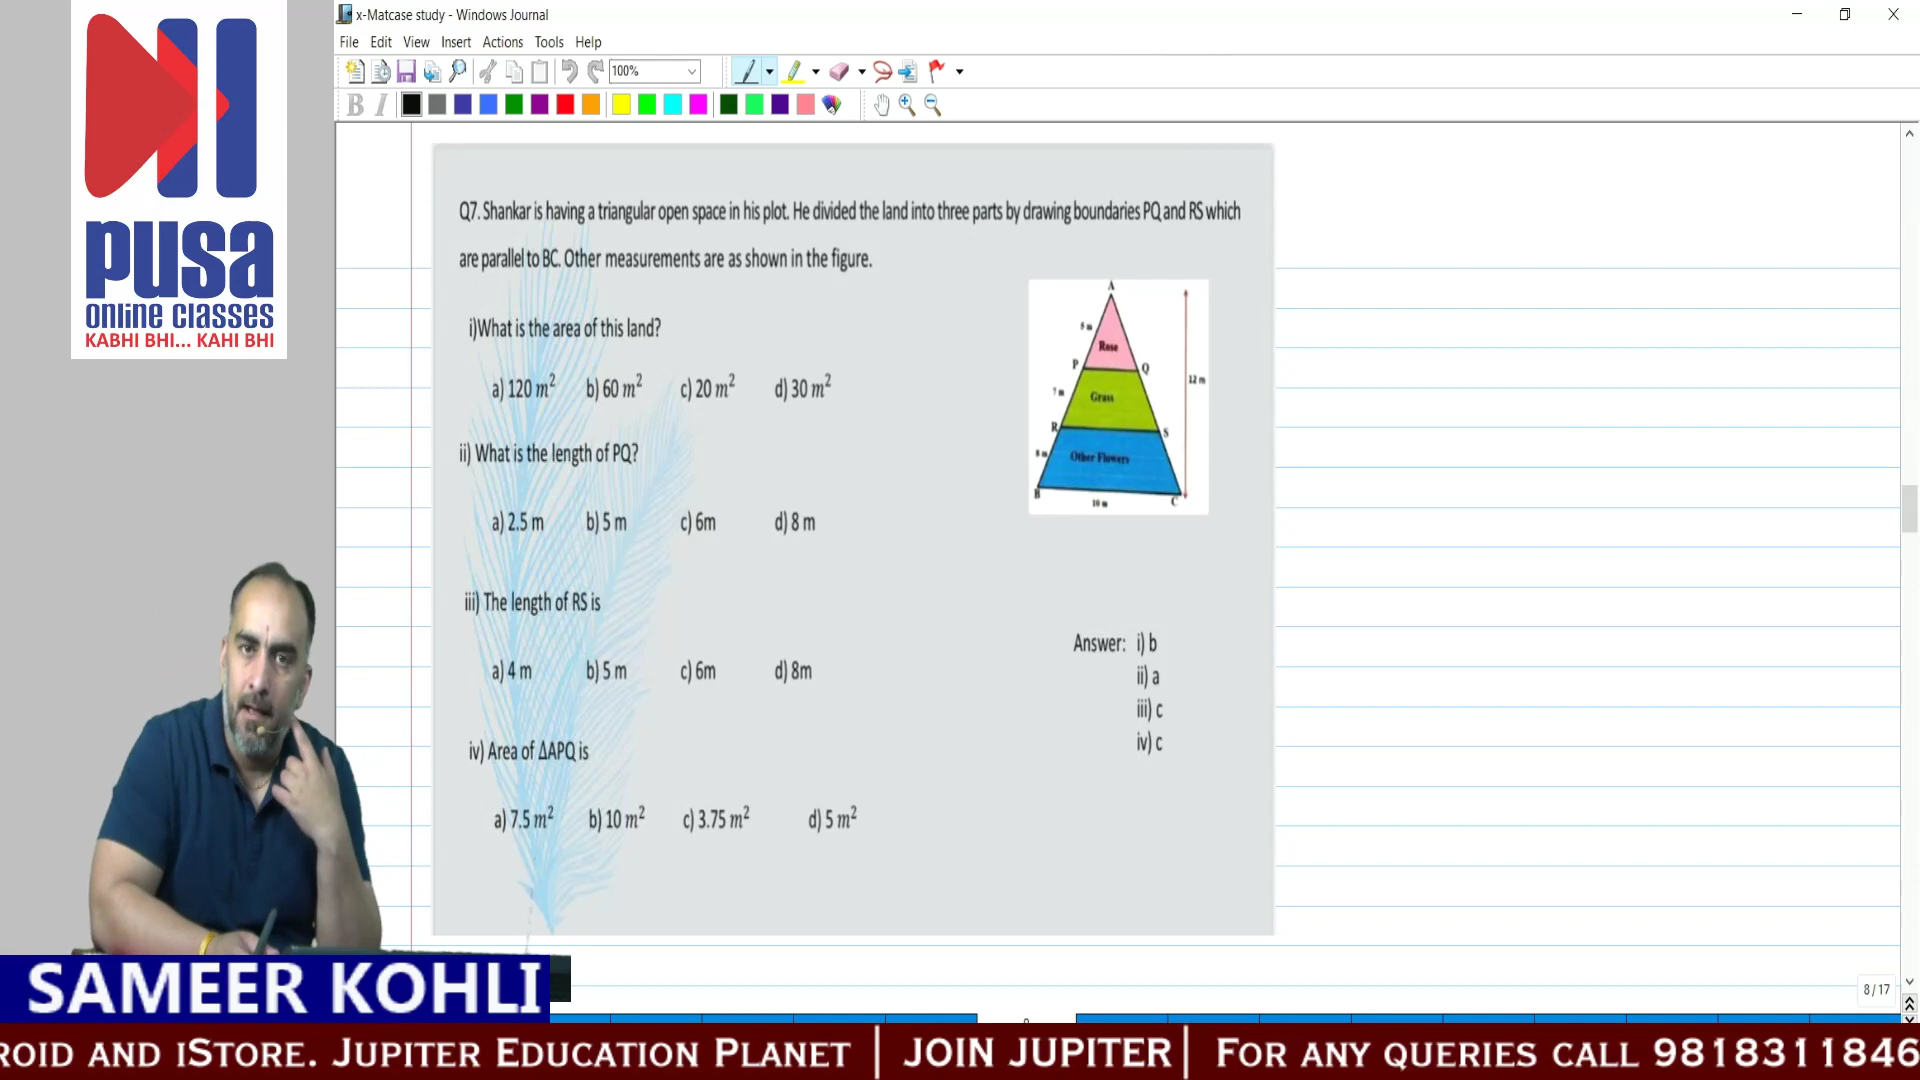 x-Matcase study - Windows Journal
File Edit View Insert Actions Tools Help
100%
B I
pusa
online classes
KABHI BHI... KAHI BHI
Q7. Shankar is having a triangular open space in his plot. He divided the land into three parts by drawing boundaries PQ and RS which
are parallel to BC. Other measurements are as shown in the figure.
i)What is the area of this land?
a) 120 m² b) 60 m² c) 20 m² d) 30 m²
ii) What is the length of PQ?
a) 2.5 m b) 5 m c) 6m d) 8 m
iii) The length of RS is
a) 4 m b) 5 m c) 6m d) 8m
iv) Area of ΔAPQ is
a) 7.5 m² b) 10 m² c) 3.75 m² d) 5 m²
A
5 m
Rose
P Q
12 m
7 m
Grass
R S
8 m
Other Flowers
B C
10 m
Answer: i) b
ii) a
iii) c
iv) c
8 / 17
SAMEER KOHLI
ROID AND iSTORE. JUPITER EDUCATION PLANET | JOIN JUPITER | FOR ANY QUERIES CALL 9818311846